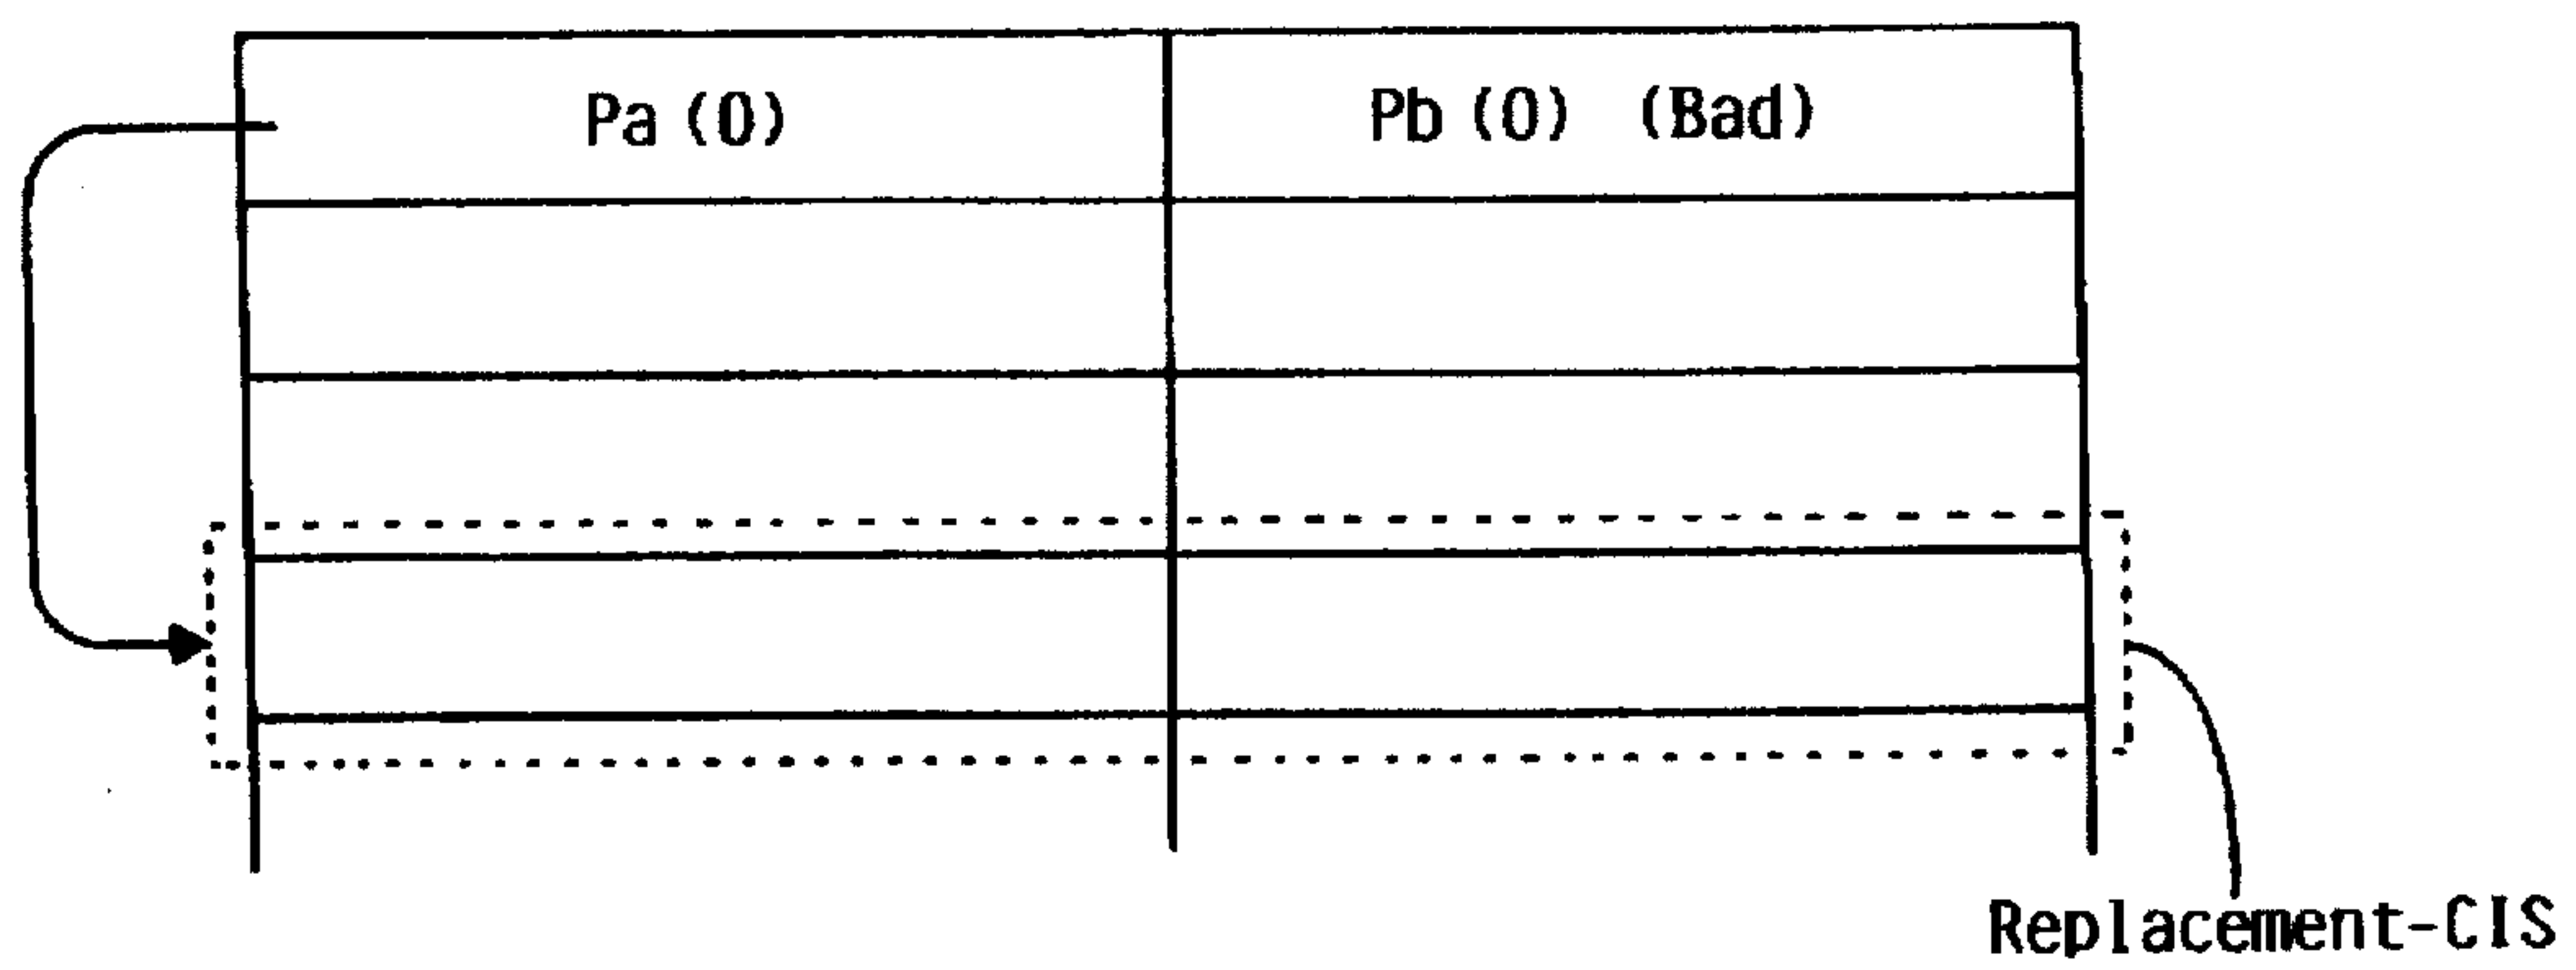 Pa (0)
Pb (0) (Bad)
Replacement-CIS